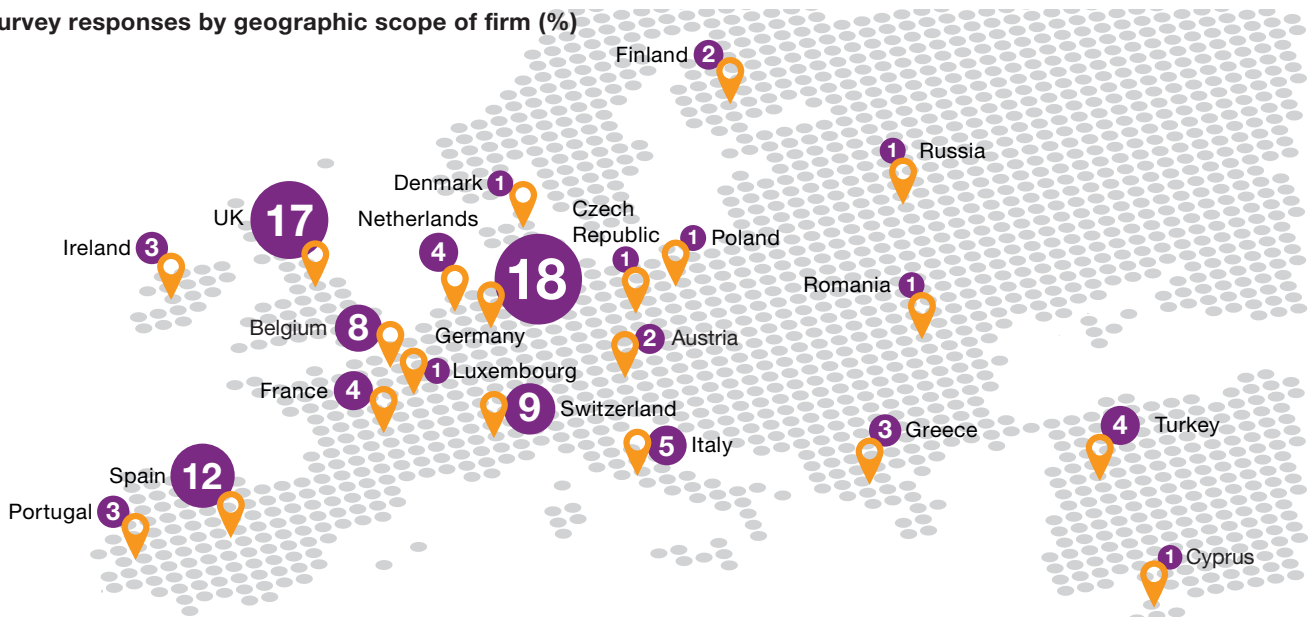 urvey responses by geographic scope of firm (%)
Finland 2
1 Russia
Denmark 1
UK 17
Netherlands
4
Czech
Republic
1
1 Poland
Ireland 3
18
Germany
Romania 1
Belgium 8
2 Austria
1 Luxembourg
France 4
9 Switzerland
5 Italy
3 Greece
4 Turkey
Spain 12
Portugal 3
1 Cyprus